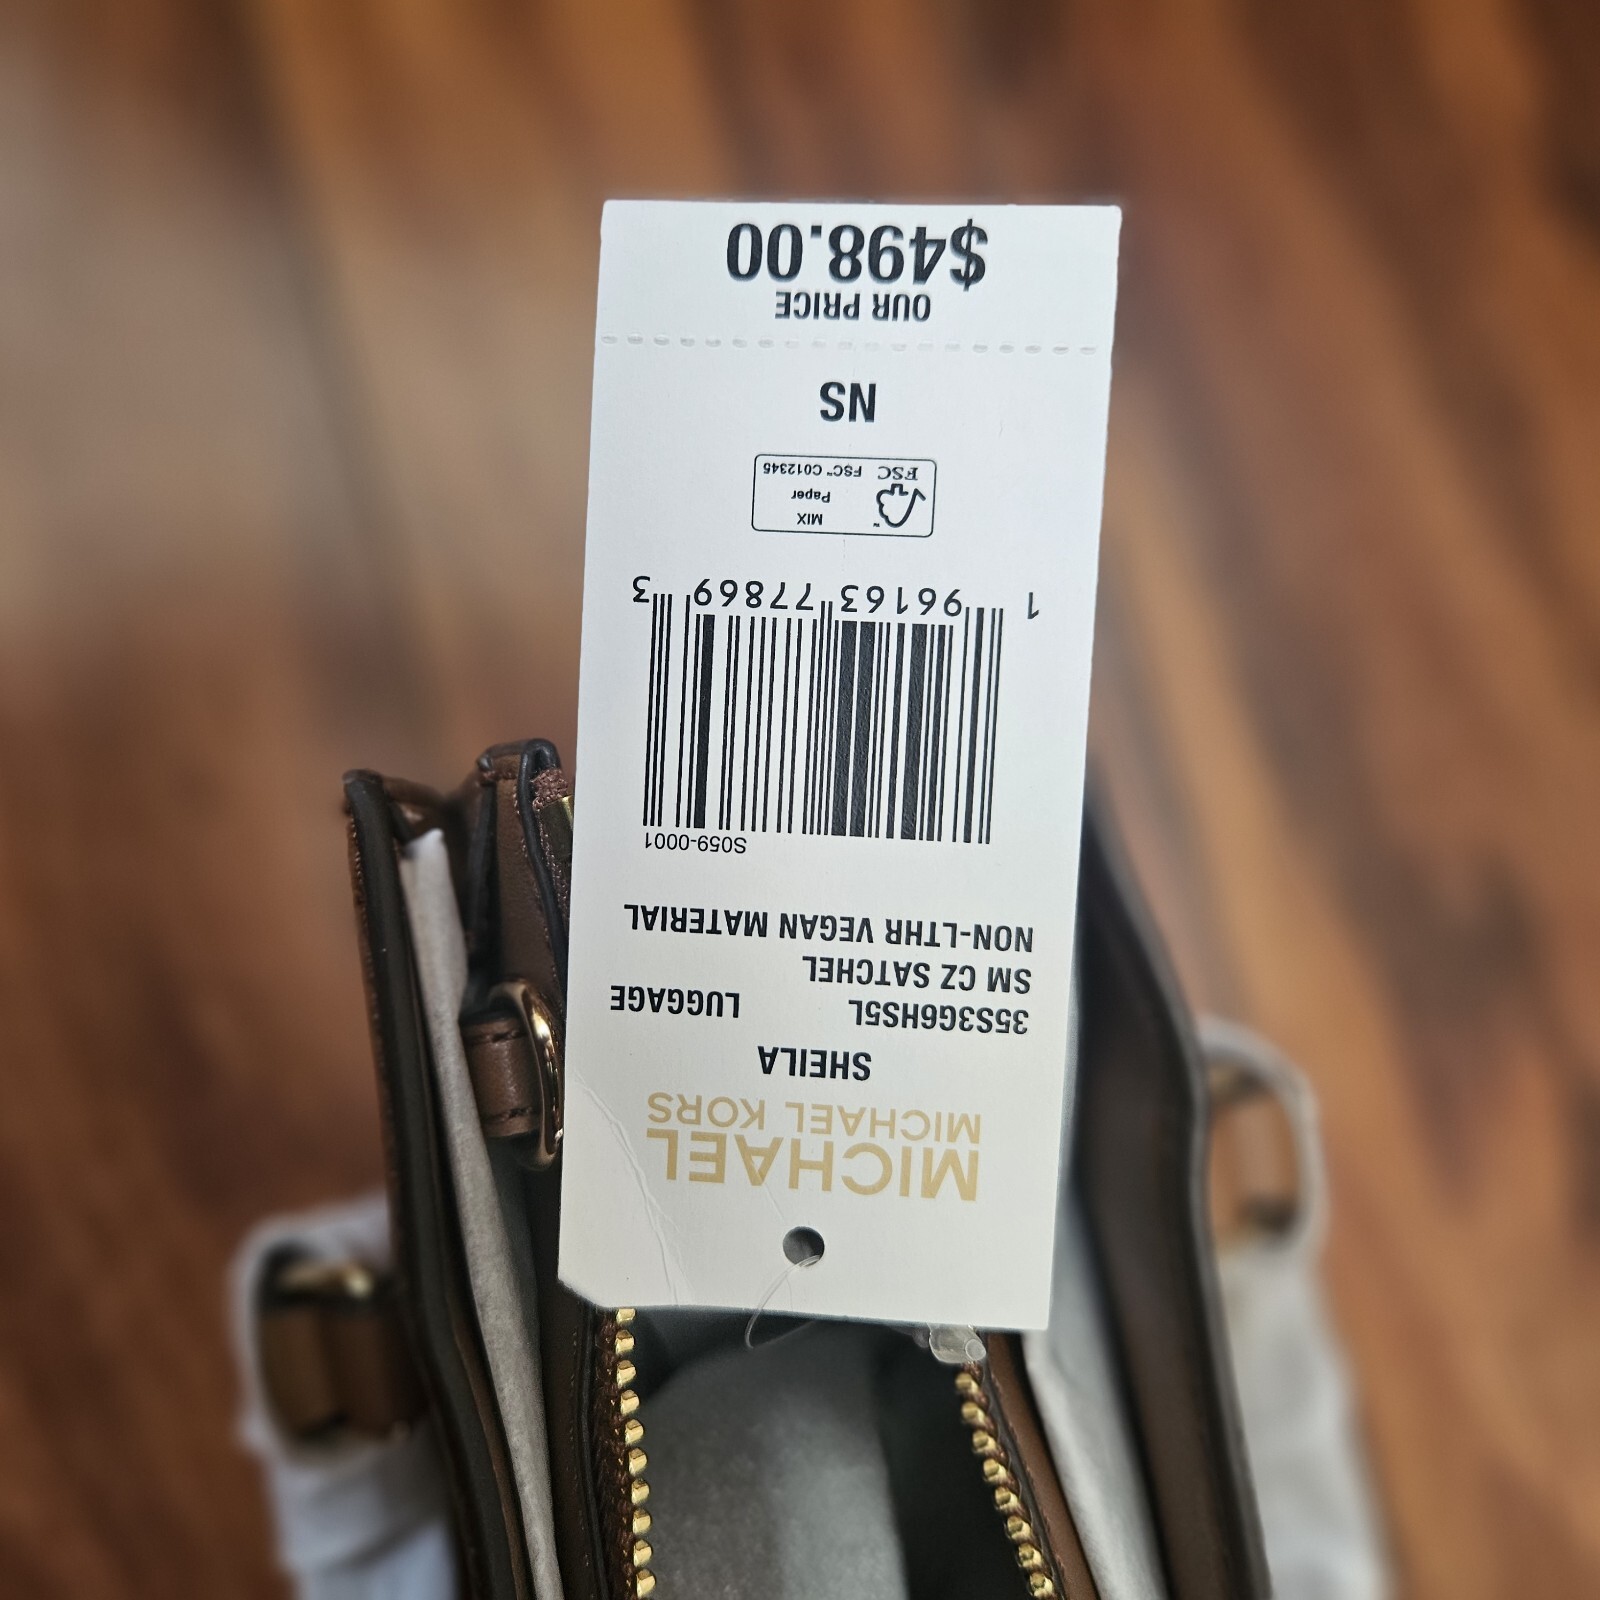 MICHAEL
MICHAEL KORS
SHEILA
35S3G6HS5L LUGGAGE
SM CZ SATCHEL
NON-LTHR VEGAN MATERIAL
S059-0001
1 96163 77869 3
MIX
Paper
FSC FSC™ C012345
NS
OUR PRICE
$498.00